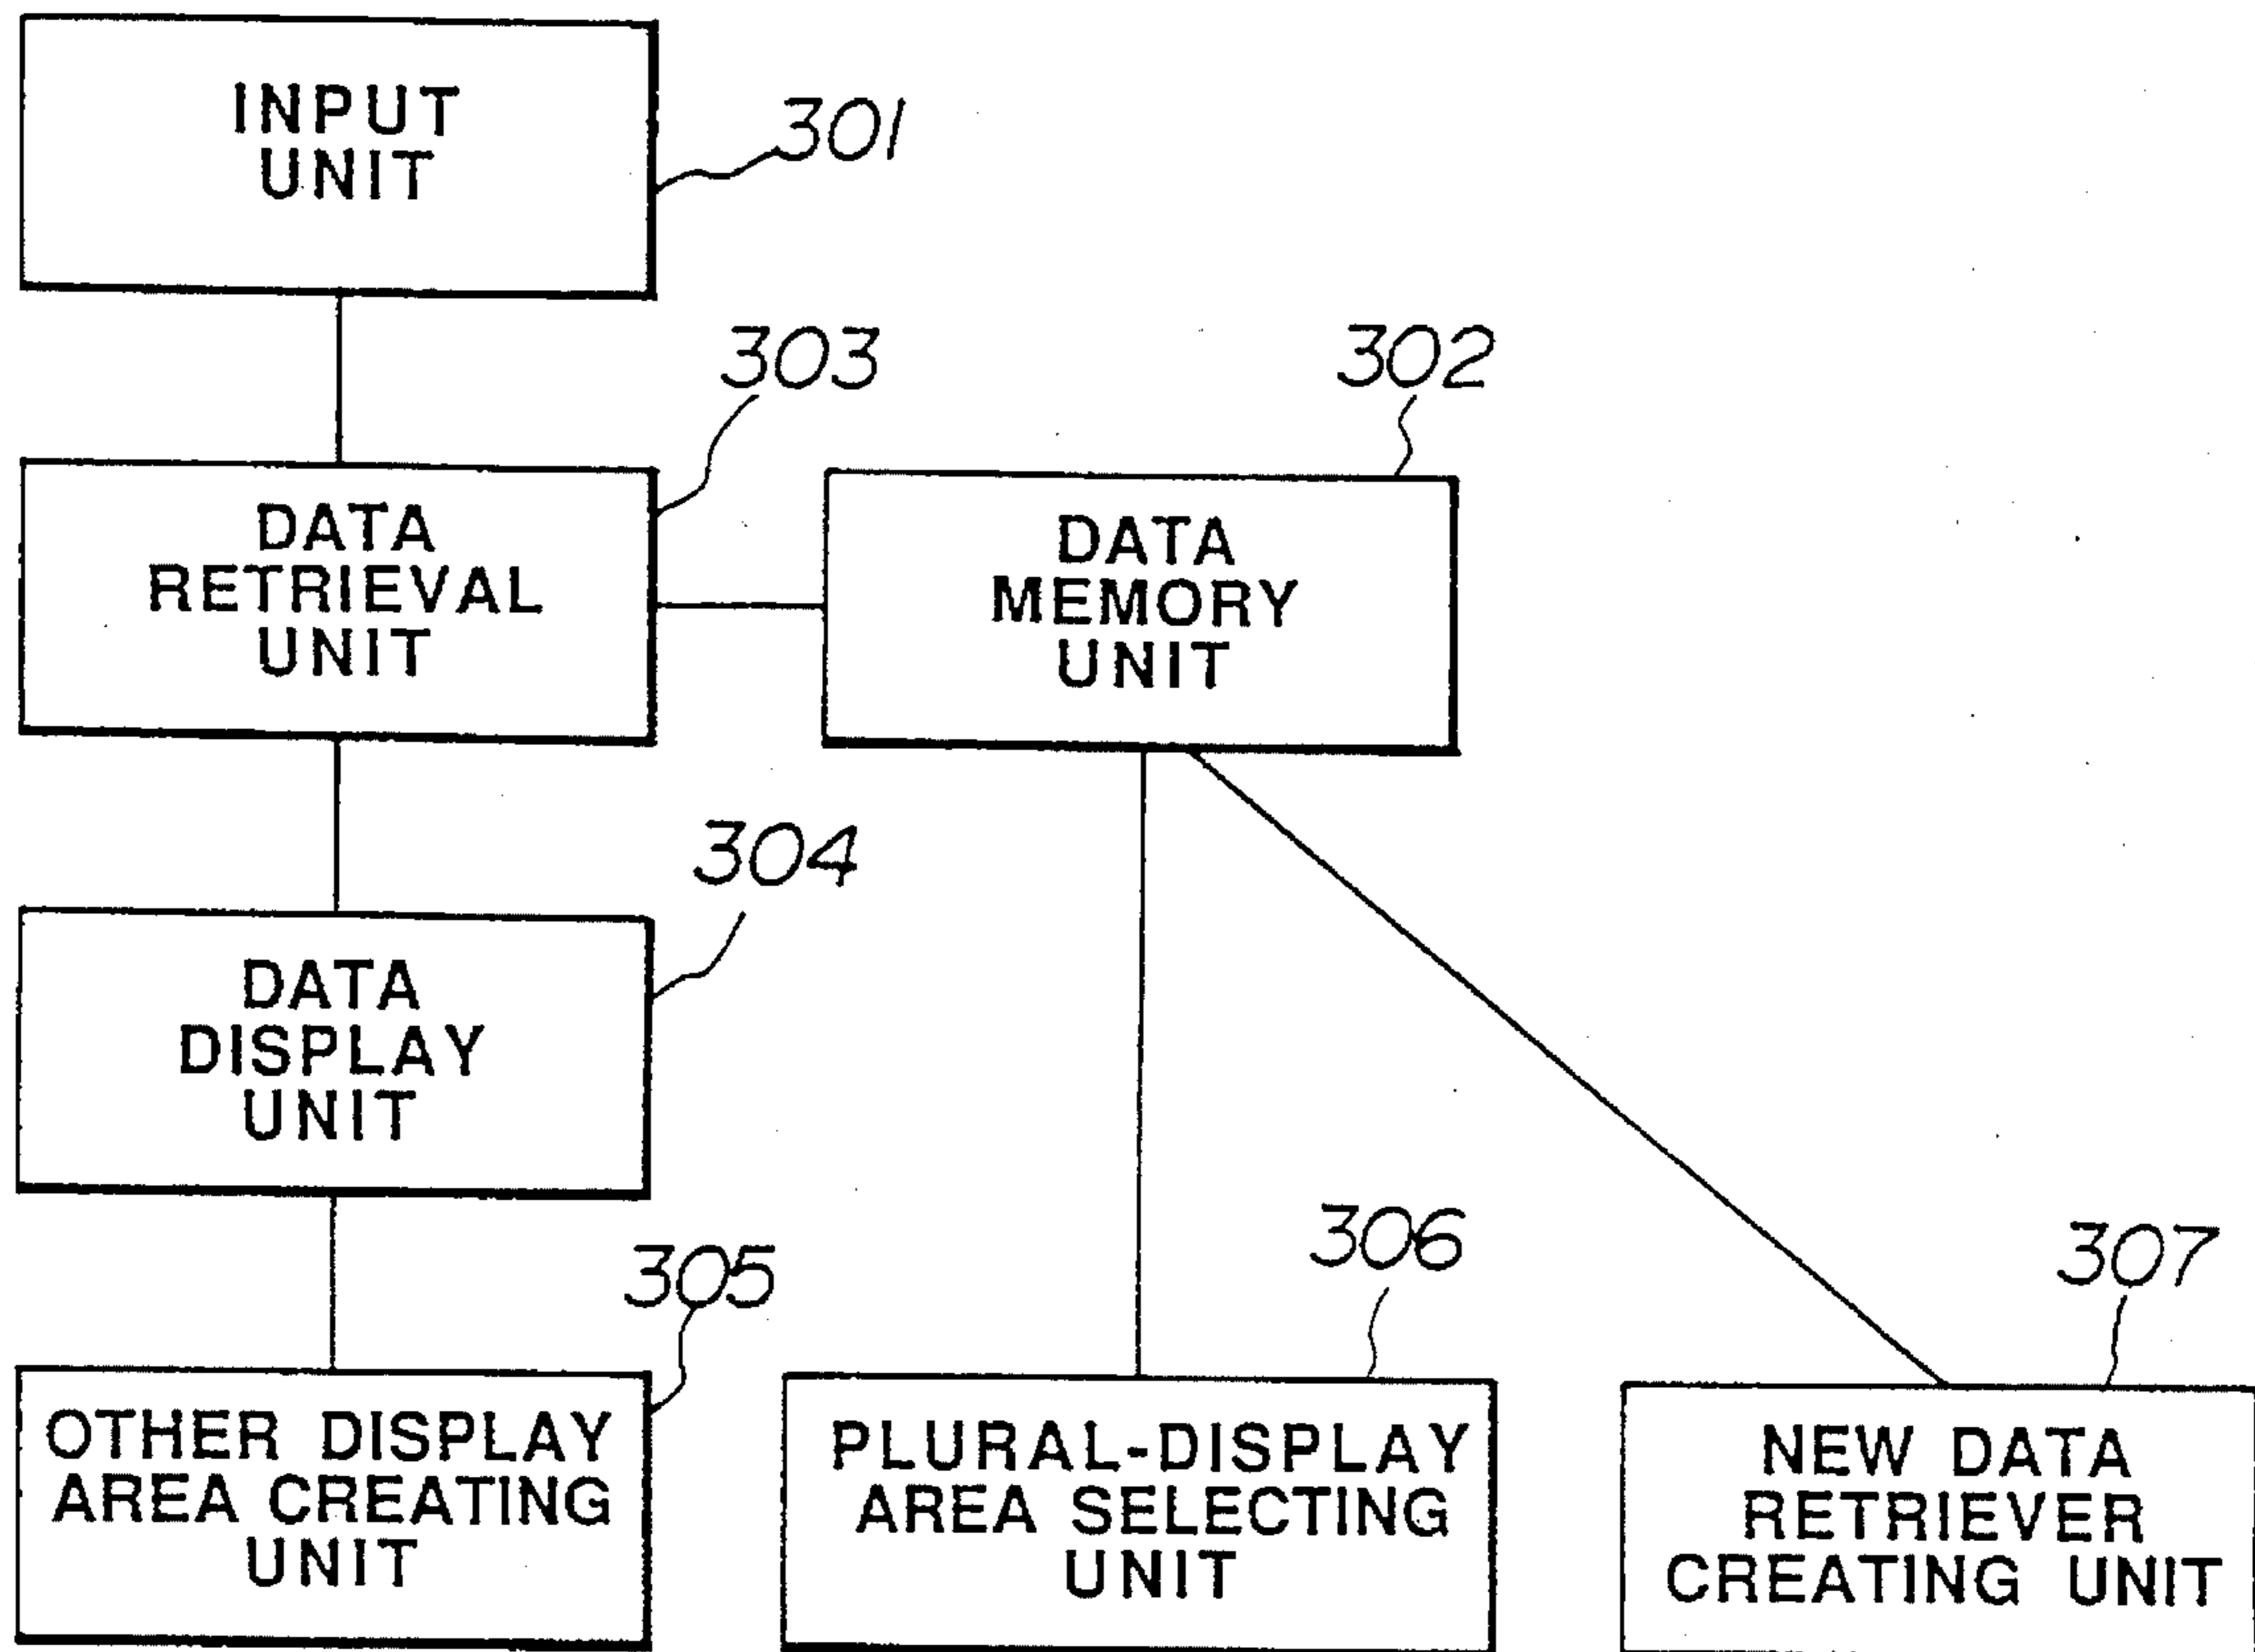 INPUT
UNIT
301
303
302
DATA
RETRIEVAL
UNIT
DATA
MEMORY
UNIT
304
DATA
DISPLAY
UNIT
305
306
307
OTHER DISPLAY
AREA CREATING
UNIT
PLURAL-DISPLAY
AREA SELECTING
UNIT
NEW DATA
RETRIEVER
CREATING UNIT